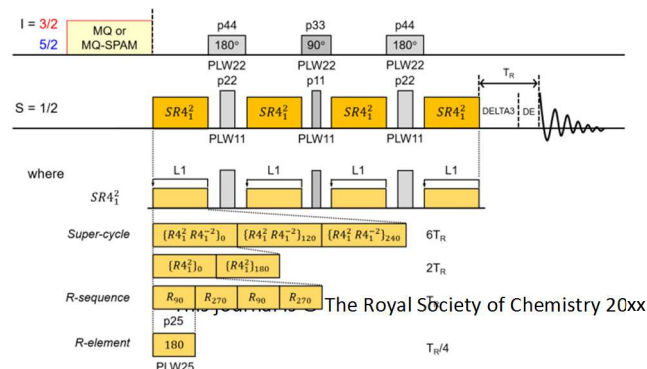 I = 3/2
5/2
MQ or
MQ-SPAM
p44
180°
PLW22
p33
90°
PLW22
p44
180°
PLW22
S = 1/2
p22
p11
p22
SR4₁²
SR4₁²
SR4₁²
SR4₁²
PLW11
PLW11
PLW11
T_R
DELTA3
DE
where
L1
L1
L1
L1
SR4₁²
Super-cycle
{R4₁² R4₁⁻²}₀
{R4₁² R4₁⁻²}₁₂₀
{R4₁² R4₁⁻²}₂₄₀
6T_R
{R4₁²}₀
{R4₁²}₁₈₀
2T_R
R-sequence
R₉₀
R₂₇₀
R₉₀
R₂₇₀
The Royal Society of Chemistry 20xx
p25
R-element
180
T_R/4
PLW25